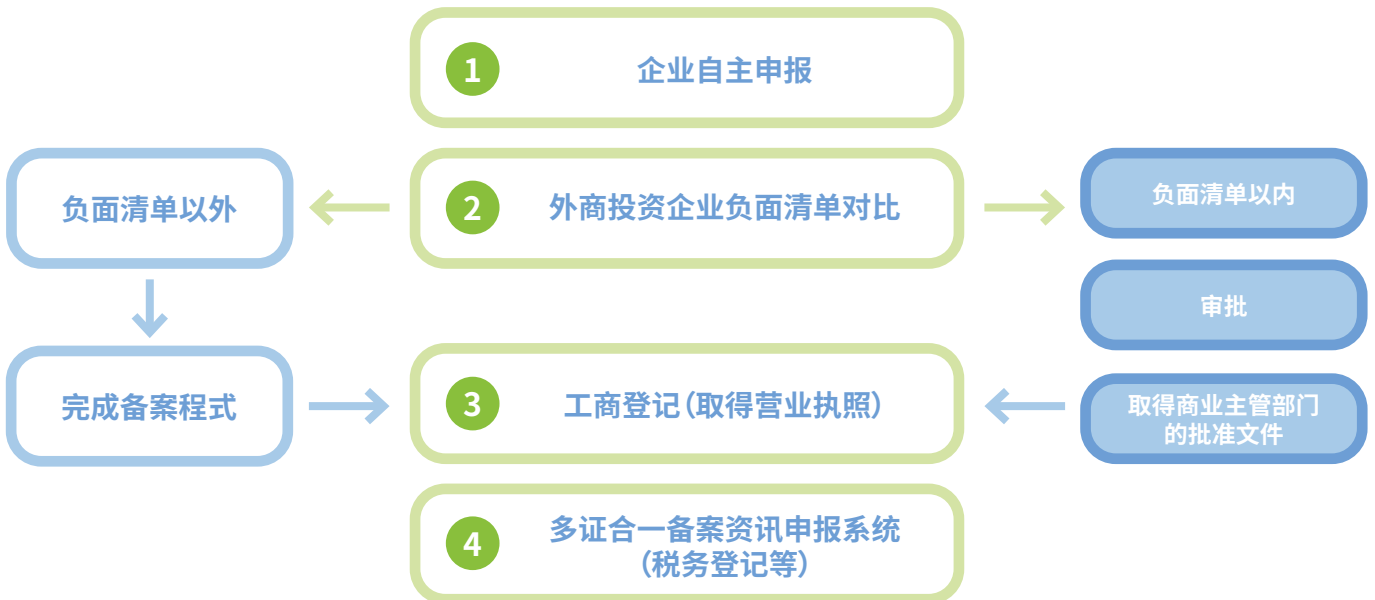 1
企业自主申报
负面清单以外
2
外商投资企业负面清单对比
负面清单以内
审批
完成备案程式
3
工商登记(取得营业执照)
取得商业主管部门
的批准文件
4
多证合一备案资讯申报系统
(税务登记等)